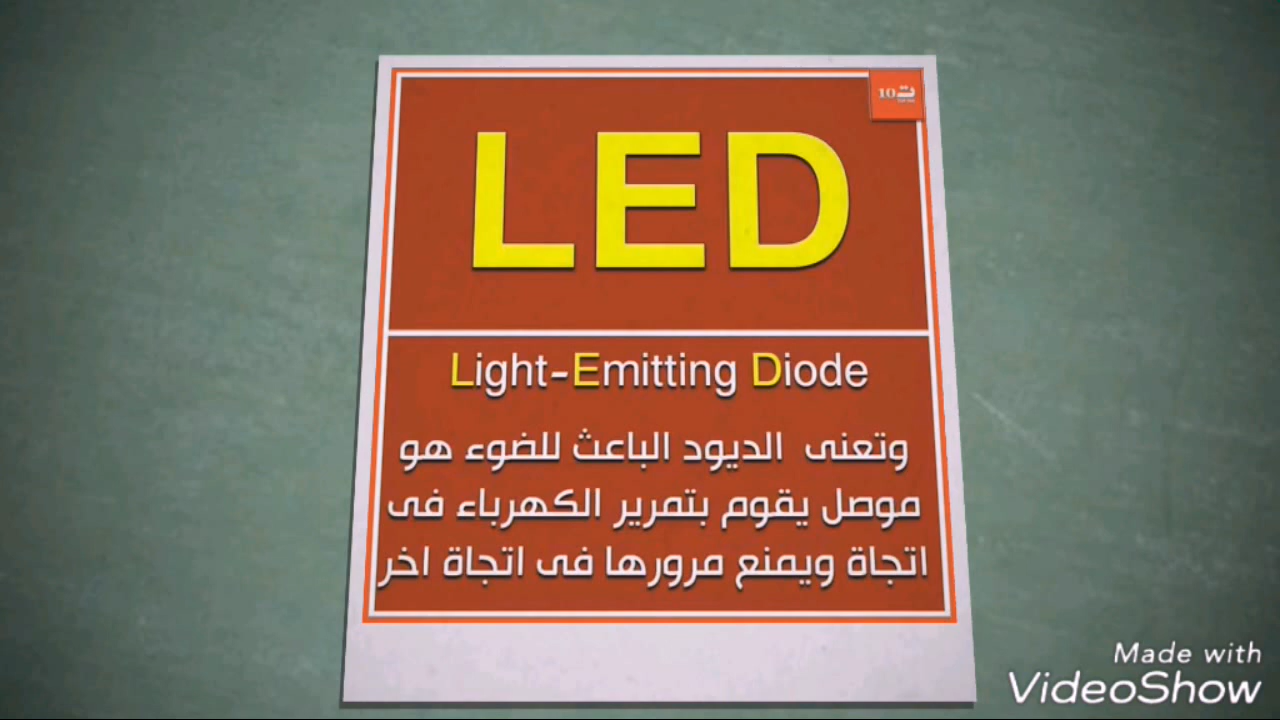 10ت
LED
Light-Emitting Diode
وتعنى الديود الباعث للضوء هو
موصل يقوم بتمرير الكهرباء فى
اتجاة ويمنع مرورها فى اتجاة اخر
Made with
VideoShow